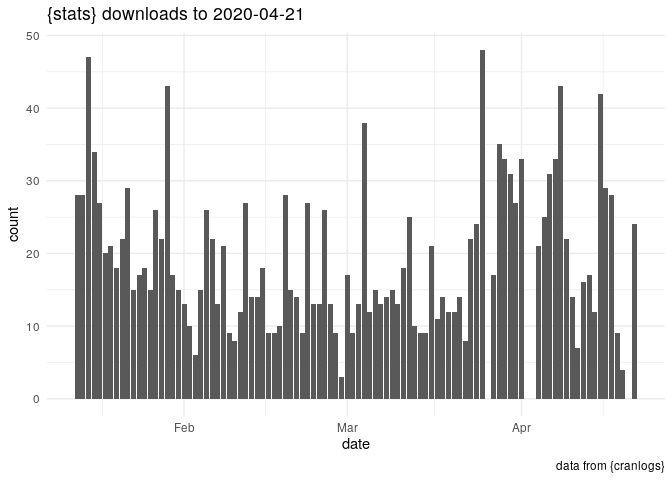 {stats} downloads to 2020-04-21
50
40
30
20
10
0
count
Feb Mar Apr
date
data from {cranlogs}